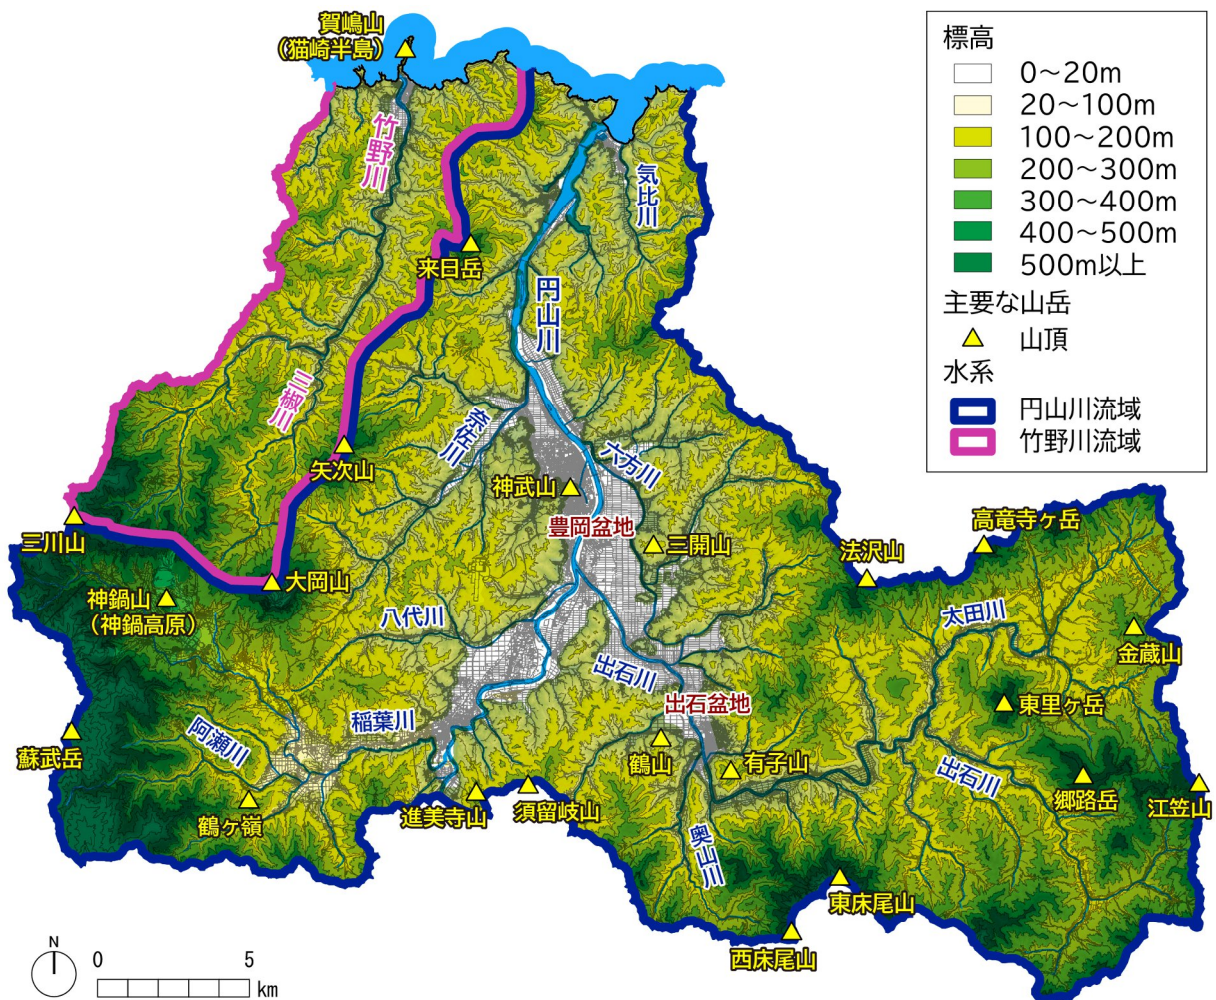 賀嶋山
（猫崎半島）
標高
0～20m
20～100m
100～200m
200～300m
300～400m
400～500m
500m以上
主要な山岳
山頂
水系
円山川流域
竹野川流域
竹野川
気比川
来日岳
円山川
三椒川
奈佐川
矢次山
六方川
神武山
豊岡盆地
三開山
高竜寺ヶ岳
法沢山
三川山
大岡山
神鍋山
（神鍋高原）
八代川
太田川
金蔵山
出石川
出石盆地
東里ヶ岳
稲葉川
阿瀬川
蘇武岳
鶴山
有子山
出石川
郷路岳
江笠山
鶴ヶ嶺
進美寺山
須留岐山
奥山川
東床尾山
西床尾山
N
0 5
km